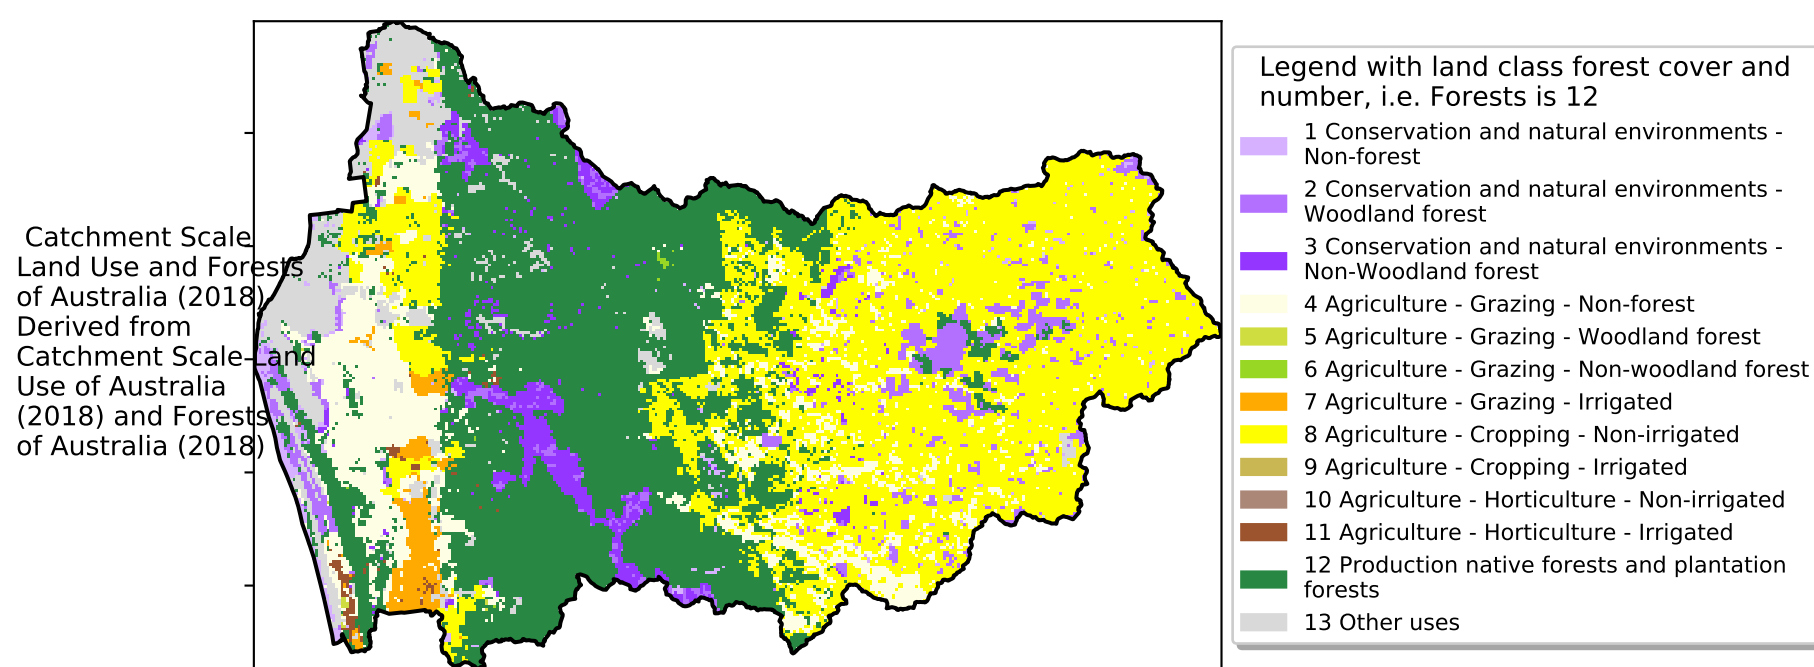 Catchment Scale
Land Use and Forests
of Australia (2018)
Derived from
Catchment Scale Land
Use of Australia
(2018) and Forests
of Australia (2018)
Legend with land class forest cover and
number, i.e. Forests is 12
1 Conservation and natural environments -
Non-forest
2 Conservation and natural environments -
Woodland forest
3 Conservation and natural environments -
Non-Woodland forest
4 Agriculture - Grazing - Non-forest
5 Agriculture - Grazing - Woodland forest
6 Agriculture - Grazing - Non-woodland forest
7 Agriculture - Grazing - Irrigated
8 Agriculture - Cropping - Non-irrigated
9 Agriculture - Cropping - Irrigated
10 Agriculture - Horticulture - Non-irrigated
11 Agriculture - Horticulture - Irrigated
12 Production native forests and plantation
forests
13 Other uses